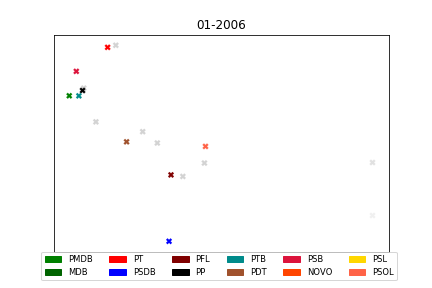 01-2006
PMDB PT PFL PTB PSB PSL
MDB PSDB PP PDT NOVO PSOL